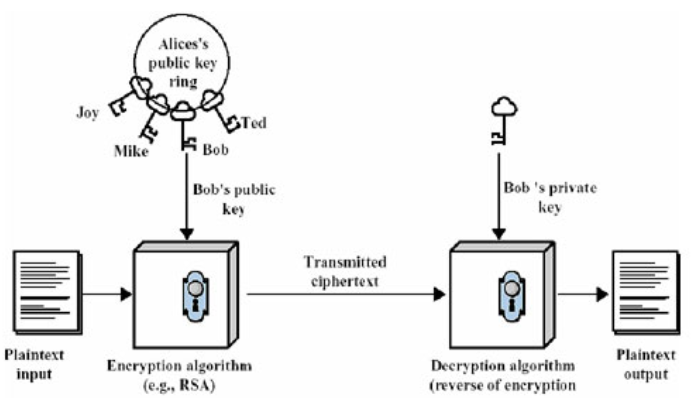 Alices's
public key
ring
Joy
Mike
Bob
Ted
Bob's public
key
Bob 's private
key
Transmitted
ciphertext
Plaintext
input
Encryption algorithm
(e.g., RSA)
Decryption algorithm
(reverse of encryption
Plaintext
output